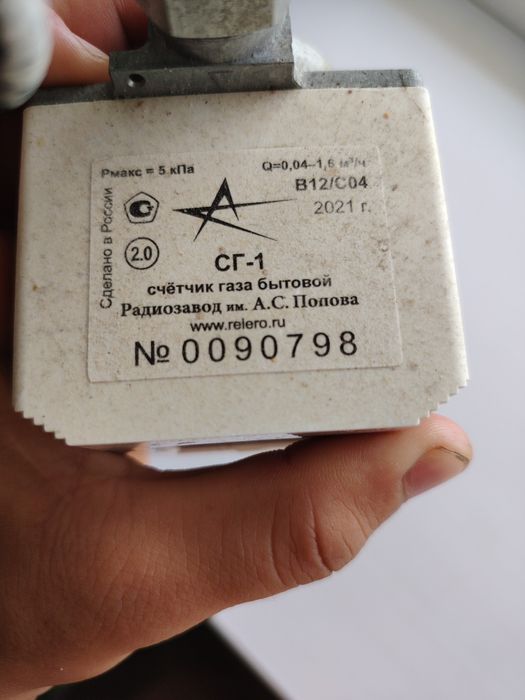 Рмакс = 5 кПа
Q=0,04–1,6 м³/ч
B12/C04
2021 г.
Сделано в России
2.0
СГ-1
счётчик газа бытовой
Радиозавод им. А.С. Попова
www.relero.ru
№ 0090798